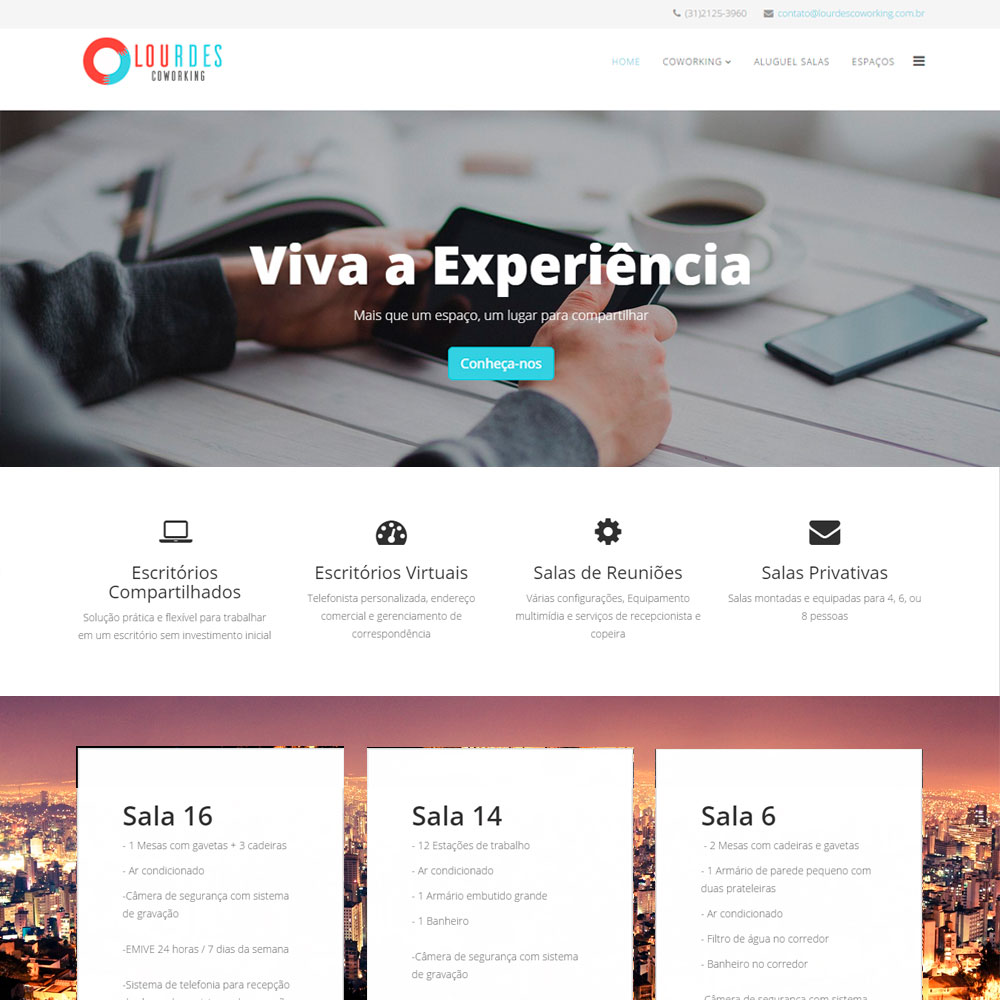 (31)2125-3960 contato@lourdescoworking.com.br
LOURDES
COWORKING
HOME COWORKING ALUGUEL SALAS ESPAÇOS
Viva a Experiência
Mais que um espaço, um lugar para compartilhar
Conheça-nos
Escritórios
Compartilhados
Solução prática e flexível para trabalhar
em um escritório sem investimento inicial
Escritórios Virtuais
Telefonista personalizada, endereço
comercial e gerenciamento de
correspondência
Salas de Reuniões
Várias configurações, Equipamento
multimídia e serviços de recepcionista e
copeira
Salas Privativas
Salas montadas e equipadas para 4, 6, ou
8 pessoas
Sala 16
- 1 Mesas com gavetas + 3 cadeiras
- Ar condicionado
-Câmera de segurança com sistema
de gravação
-EMIVE 24 horas / 7 dias da semana
-Sistema de telefonia para recepção
Sala 14
- 12 Estações de trabalho
- Ar condicionado
- 1 Armário embutido grande
- 1 Banheiro
-Câmera de segurança com sistema
de gravação
Sala 6
- 2 Mesas com cadeiras e gavetas
- 1 Armário de parede pequeno com
duas prateleiras
- Ar condicionado
- Filtro de água no corredor
- Banheiro no corredor
-Câmera de segurança com sistema